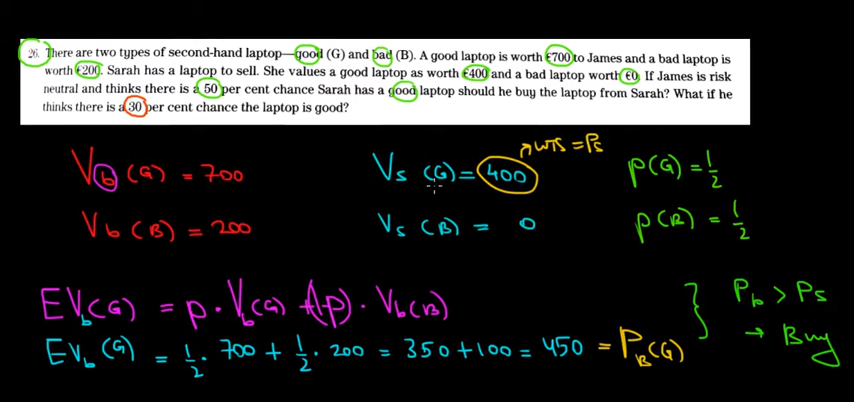 26. There are two types of second-hand laptop—good (G) and bad (B). A good laptop is worth €700 to James and a bad laptop is
worth €200. Sarah has a laptop to sell. She values a good laptop as worth €400 and a bad laptop worth €0. If James is risk
neutral and thinks there is a 50 per cent chance Sarah has a good laptop should he buy the laptop from Sarah? What if he
thinks there is a 30 per cent chance the laptop is good?
↗ WTS = Ps
Vb (G) = 700 Vs (G) = 400 p(G) = 1/2
Vb (B) = 200 Vs (B) = 0 p(B) = 1/2
EVb(G) = p · Vb(G) + (1-p) · Vb(B)
Pb > Ps
EVb(G) = 1/2 · 700 + 1/2 · 200 = 350 + 100 = 450 = PB(G)
→ Buy